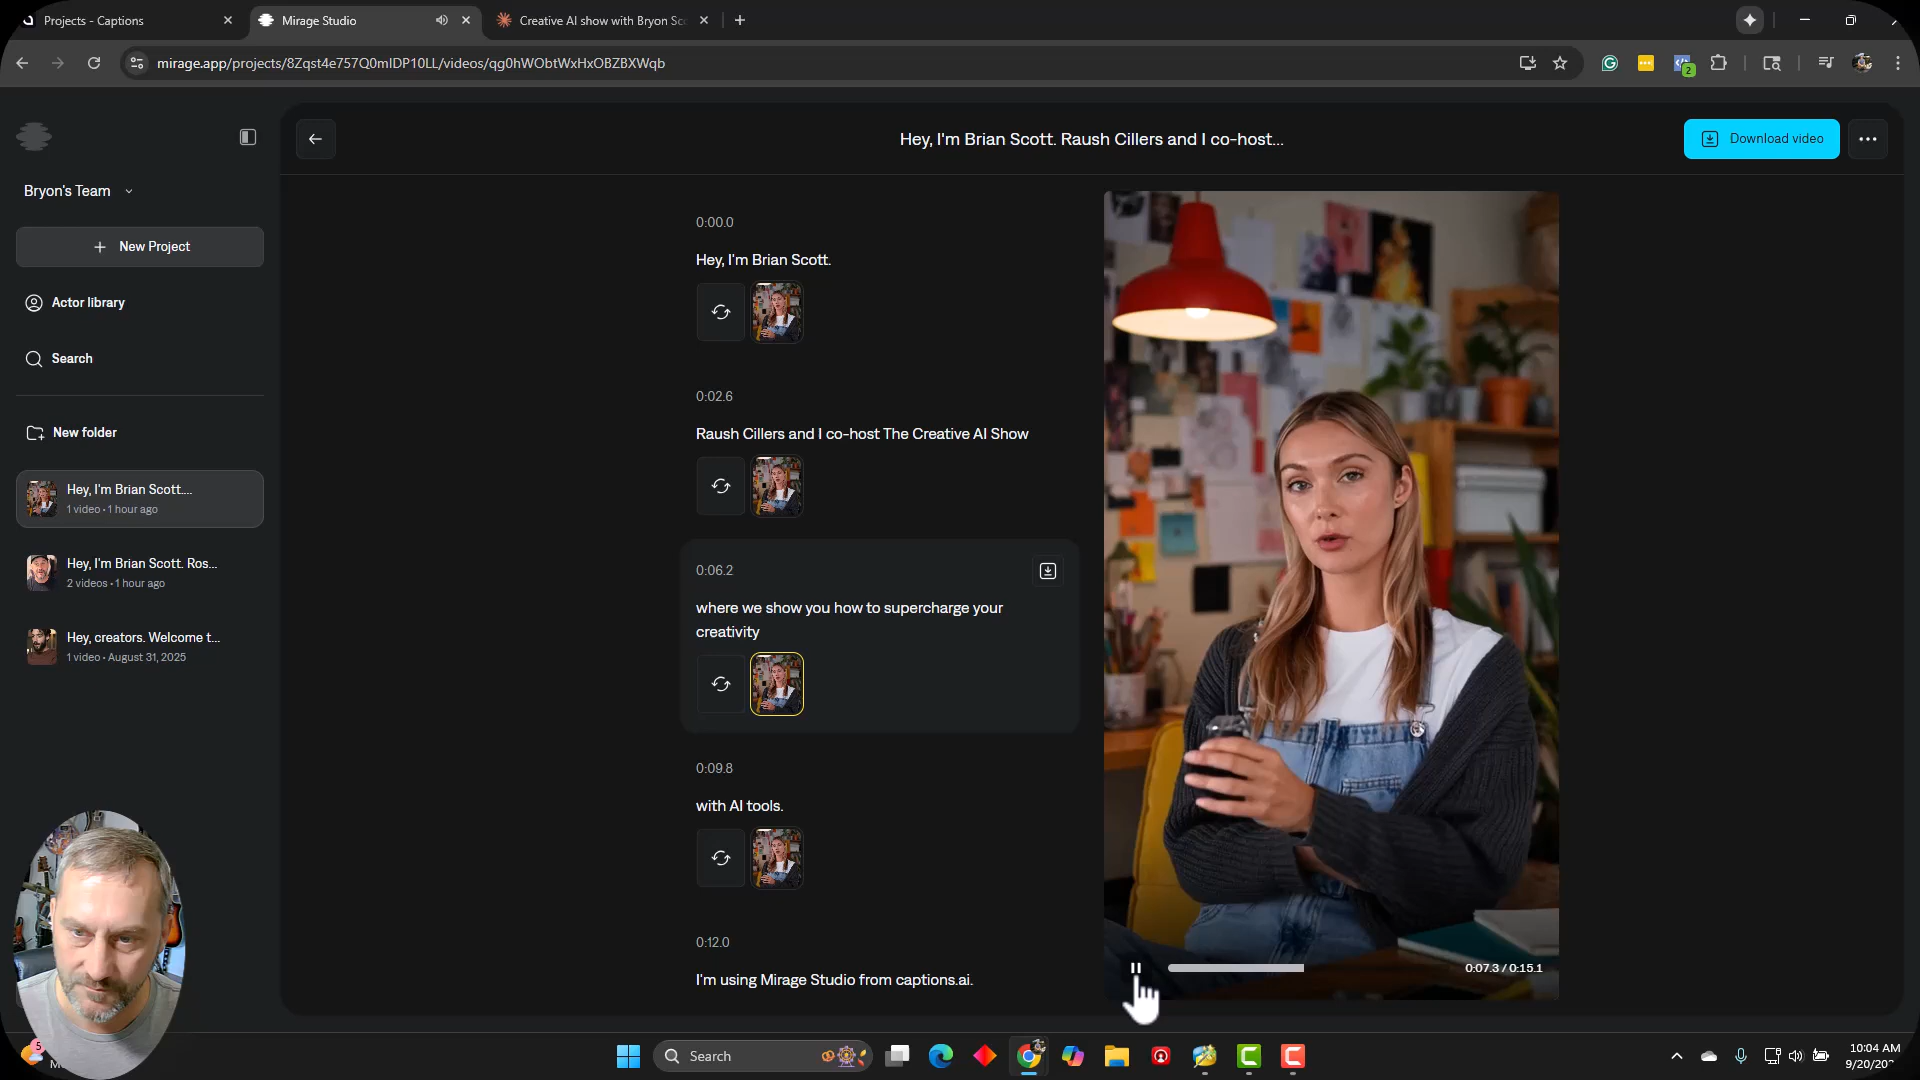 Projects - Captions
Mirage Studio
Creative AI show with Bryon Sc
mirage.app/projects/8Zqst4e757Q0mIDP10LL/videos/qg0hWObtWxHxOBZBXWqb
2
Hey, I'm Brian Scott. Raush Cillers and I co-host...
Download video
Bryon's Team
New Project
Actor library
Search
New folder
Hey, I'm Brian Scott....
1 video • 1 hour ago
Hey, I'm Brian Scott. Ros...
2 videos • 1 hour ago
Hey, creators. Welcome t...
1 video • August 31, 2025
0:00.0
Hey, I'm Brian Scott.
0:02.6
Raush Cillers and I co-host The Creative AI Show
0:06.2
where we show you how to supercharge your
creativity
0:09.8
with AI tools.
0:12.0
I'm using Mirage Studio from captions.ai.
0:07.3 / 0:15.1
5
Search
10:04 AM
9/20/20